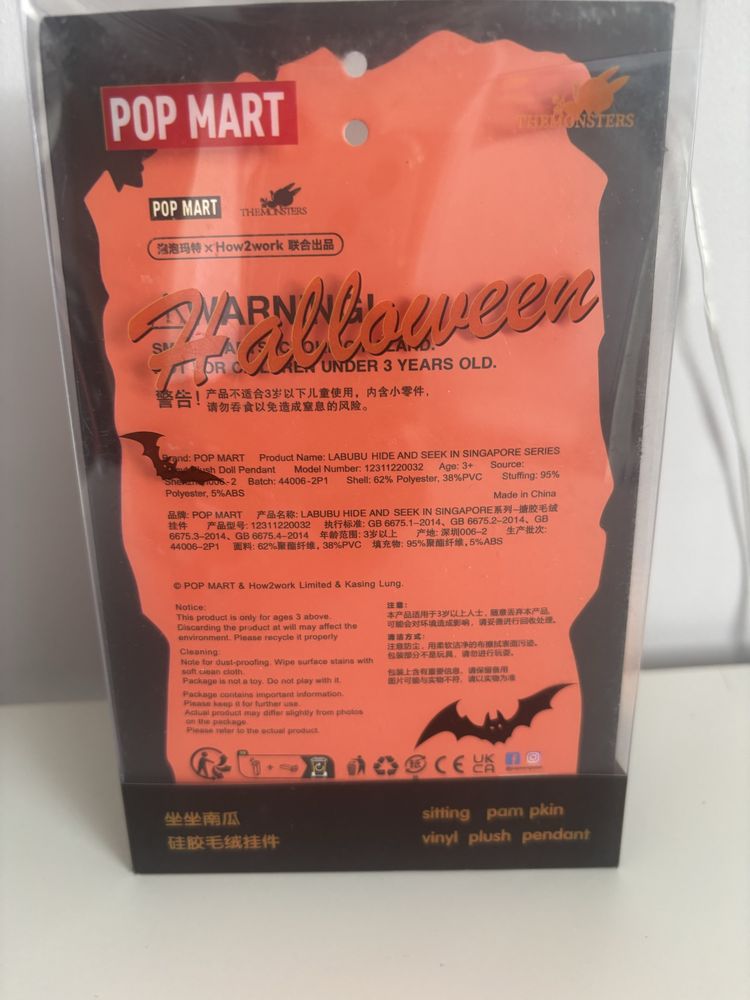 POP MART
THEMONSTERS
POP MART
THEMONSTERS
泡泡玛特 x How2work 联合出品
WARNING!
Halloween
UNDER 3 YEARS OLD.
警告! 产品不适合3岁以下儿童使用，内含小零件，
请勿吞食以免造成窒息的风险。
Brand: POP MART Product Name: LABUBU HIDE AND SEEK IN SINGAPORE SERIES
Plush Doll Pendant Model Number: 12311220032 Age: 3+ Source:
006-2 Batch: 44006-2P1 Shell: 62% Polyester, 38%PVC Stuffing: 95%
Polyester, 5%ABS
Made in China
品牌: POP MART 产品名称: LABUBU HIDE AND SEEK IN SINGAPORE系列-搪胶毛绒
挂件 产品型号: 12311220032 执行标准: GB 6675.1-2014、GB 6675.2-2014、GB
6675.3-2014、GB 6675.4-2014 年龄范围: 3岁以上 产地: 深圳006-2 生产批次:
44006-2P1 面料: 62%聚酯纤维, 38%PVC 填充物: 95%聚酯纤维, 5%ABS
© POP MART & How2work Limited & Kasing Lung.
Notice:
This product is only for ages 3 above.
Discarding the product at will may affect the
environment. Please recycle it properly
Cleaning:
Note for dust-proofing. Wipe surface stains with
soft clean cloth.
Package is not a toy. Do not play with it.
Package contains important information.
Please keep it for further use.
Actual product may differ slightly from photos
on the package.
Please refer to the actual product.
注意:
本产品适用于3岁以上人士，随意丢弃本产品，
可能会对环境造成影响，请妥善进行回收处理。
清洁方式:
注意防尘，用柔软洁净的布擦拭表面污迹。
包装部分不是玩具，请勿进行玩耍。
包装上含有重要信息，请保留备用
图片可能与实物不符，请以实物为准
CE UK
CA
坐坐南瓜
硅胶毛绒挂件
sitting pam pkin
vinyl plush pendant